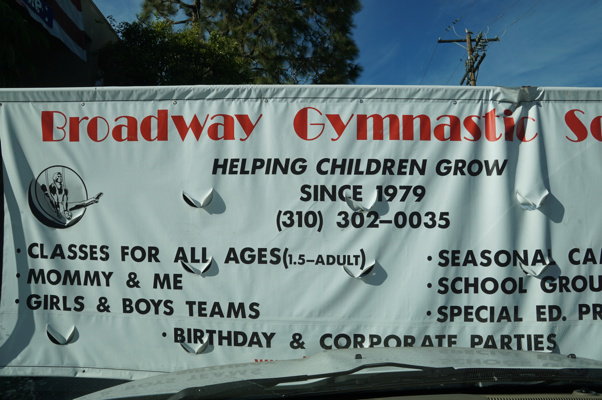 Broadway Gymnastic
HELPING CHILDREN GROW
SINCE 1979
(310) 302-0035
· CLASSES FOR ALL AGES (1.5-ADULT)
· MOMMY & ME
· GIRLS & BOYS TEAMS
· SEASONAL
· SCHOOL
· SPECIAL ED.
· BIRTHDAY & CORPORATE PARTIES